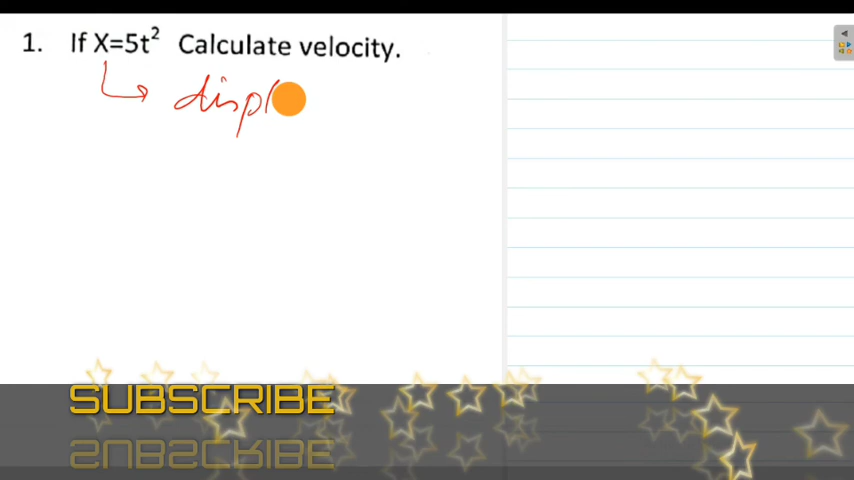 1. If X=5t² Calculate velocity.
displ
SUBSCRIBE